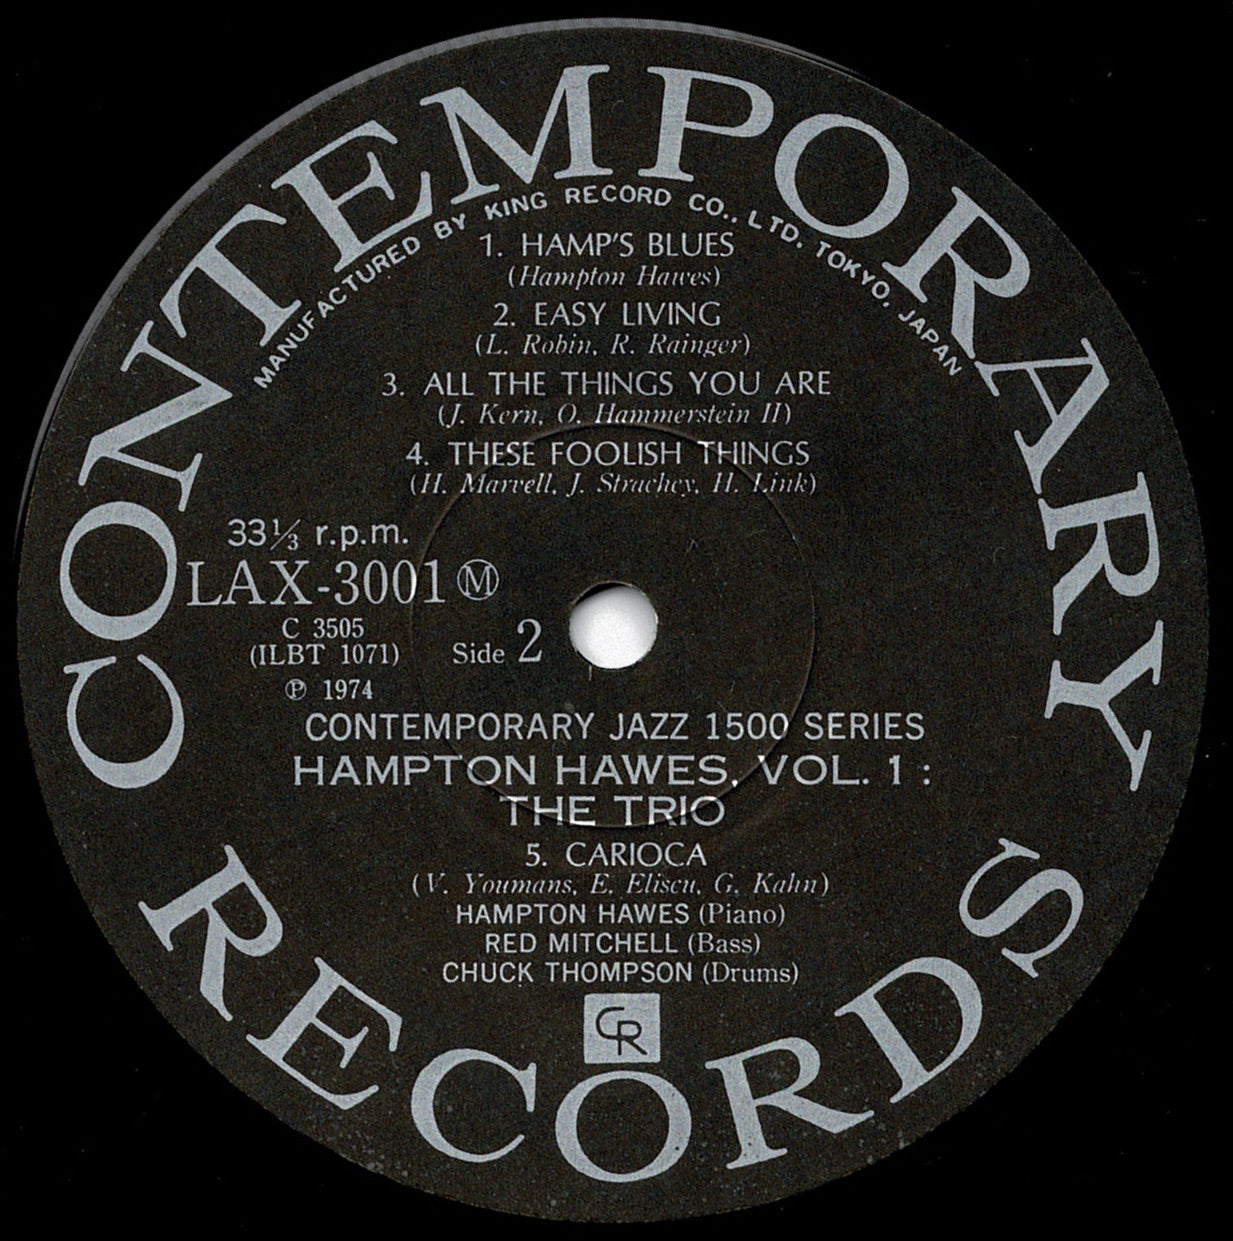 CONTEMPORARY
MANUFACTURED BY KING RECORD CO., LTD. TOKYO, JAPAN
1. HAMP'S BLUES
(Hampton Hawes)
2. EASY LIVING
(L. Robin, R. Rainger)
3. ALL THE THINGS YOU ARE
(J. Kern, O. Hammerstein II)
4. THESE FOOLISH THINGS
(H. Marvell, J. Strachey, H. Link)
33⅓ r.p.m.
LAX-3001 Ⓜ
C 3505
(ILBT 1071)
Side 2
℗ 1974
CONTEMPORARY JAZZ 1500 SERIES
HAMPTON HAWES, VOL. 1 :
THE TRIO
5. CARIOCA
(V. Youmans, E. Eliscu, G. Kahn)
HAMPTON HAWES (Piano)
RED MITCHELL (Bass)
CHUCK THOMPSON (Drums)
CR
RECORDS